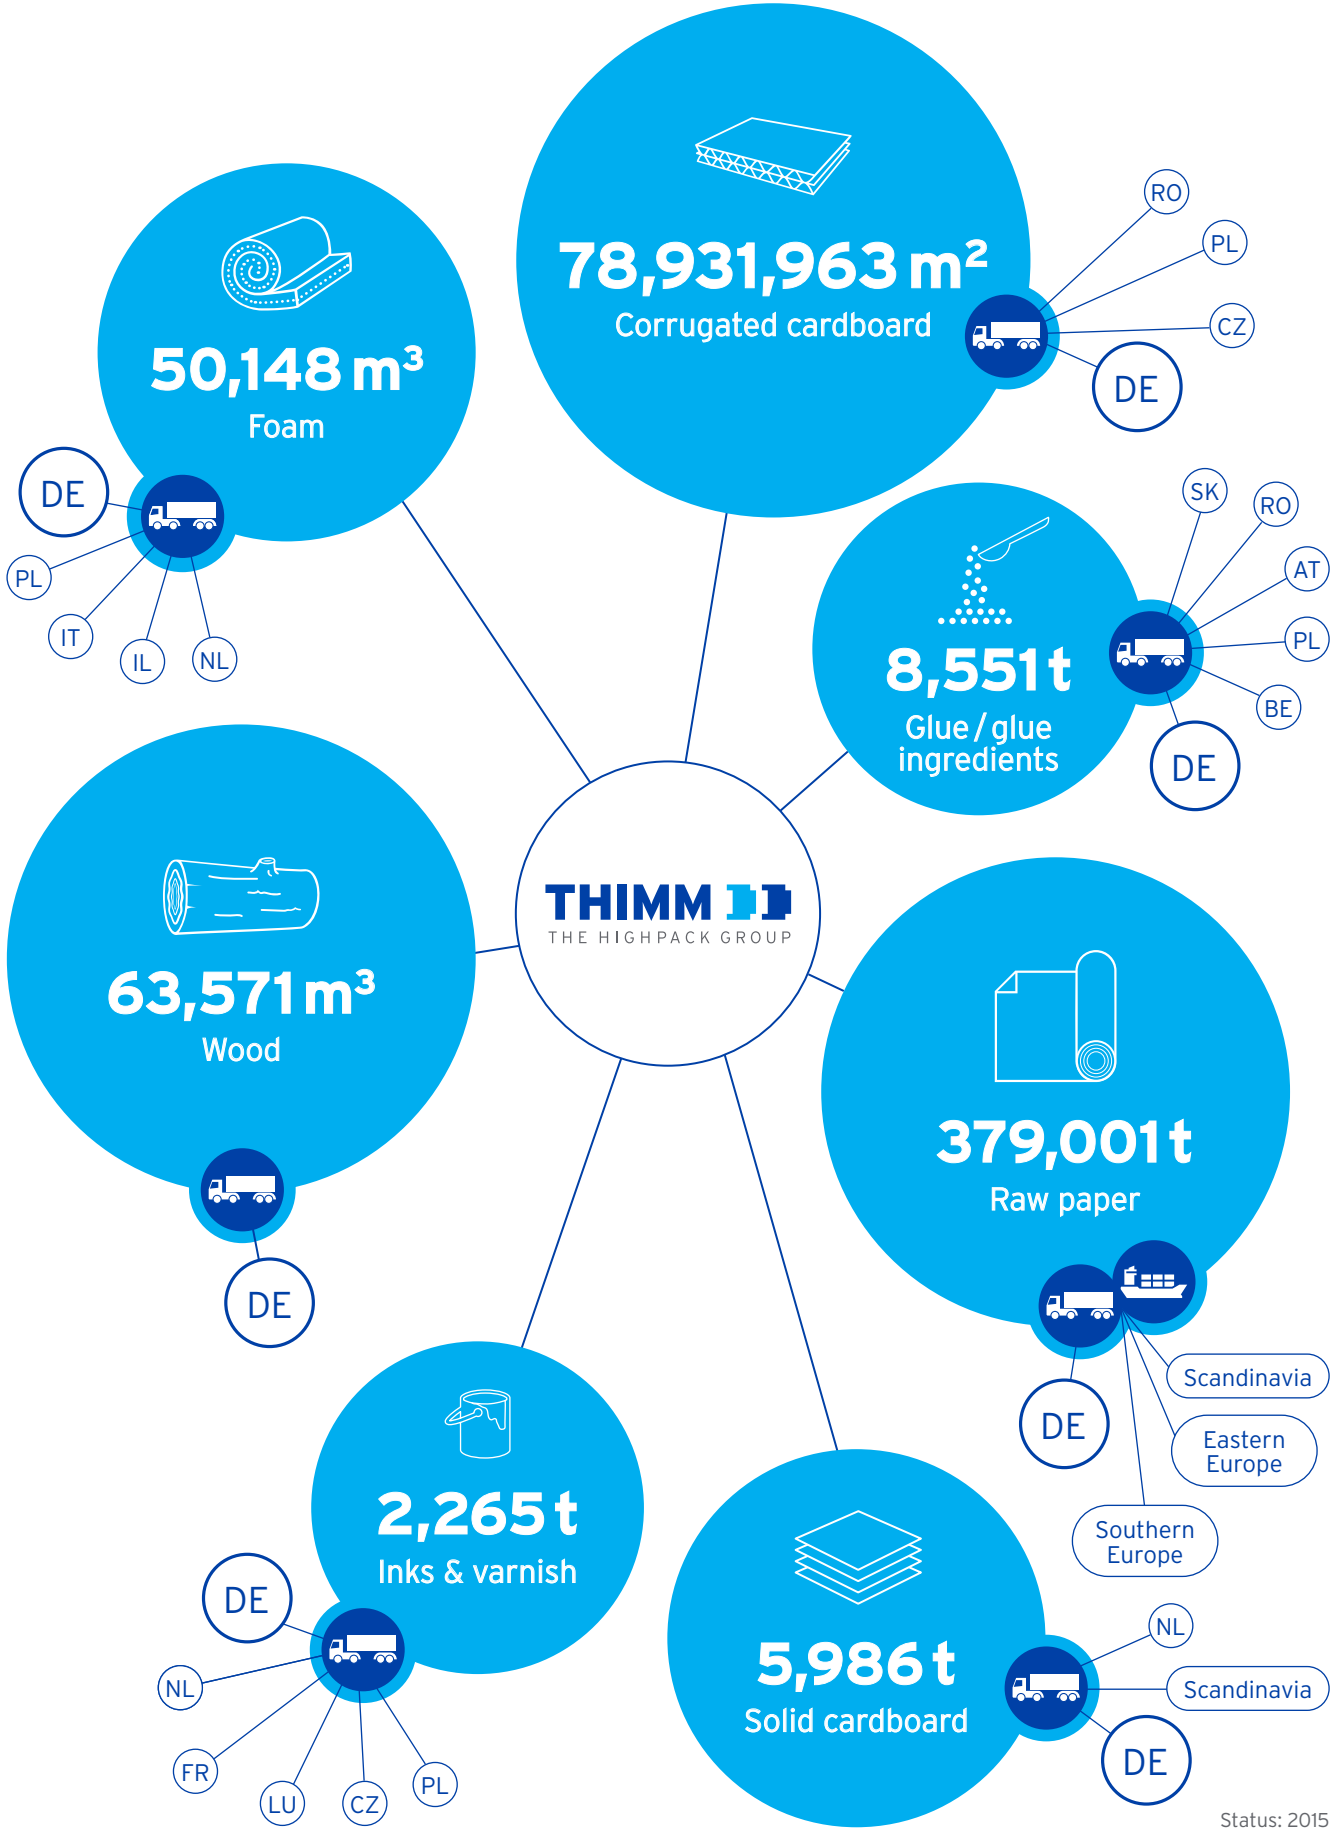 78,931,963 m²
Corrugated cardboard
RO
PL
CZ
DE
50,148 m³
Foam
DE
PL
IT
IL
NL
8,551 t
Glue / glue
ingredients
SK
RO
AT
PL
BE
DE
THIMM
THE HIGHPACK GROUP
63,571 m³
Wood
DE
379,001 t
Raw paper
DE
Scandinavia
Eastern
Europe
Southern
Europe
2,265 t
Inks & varnish
DE
NL
FR
LU
CZ
PL
5,986 t
Solid cardboard
NL
Scandinavia
DE
Status: 2015